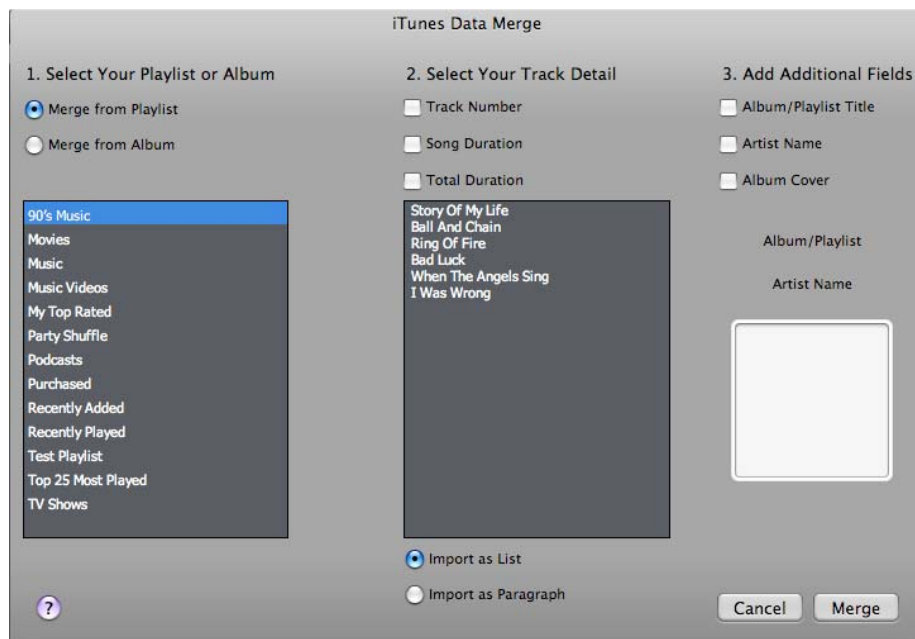 iTunes Data Merge
1. Select Your Playlist or Album
Merge from Playlist
Merge from Album
90's Music
Movies
Music
Music Videos
My Top Rated
Party Shuffle
Podcasts
Purchased
Recently Added
Recently Played
Test Playlist
Top 25 Most Played
TV Shows
?
2. Select Your Track Detail
Track Number
Song Duration
Total Duration
Story Of My Life
Ball And Chain
Ring Of Fire
Bad Luck
When The Angels Sing
I Was Wrong
Import as List
Import as Paragraph
3. Add Additional Fields
Album/Playlist Title
Artist Name
Album Cover
Album/Playlist
Artist Name
Cancel
Merge